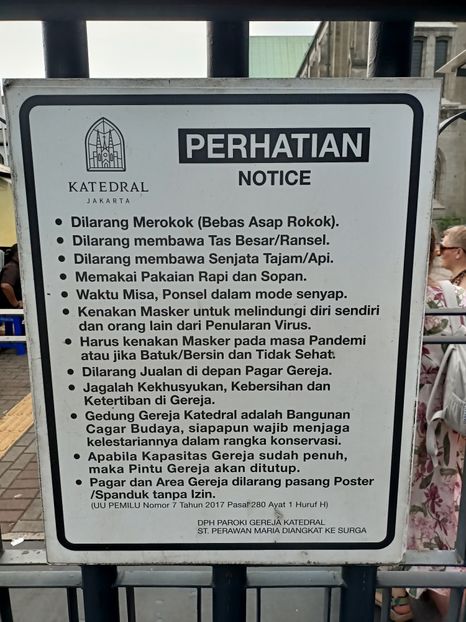 KATEDRAL
JAKARTA
PERHATIAN
NOTICE
• Dilarang Merokok (Bebas Asap Rokok).
• Dilarang membawa Tas Besar/Ransel.
• Dilarang membawa Senjata Tajam/Api.
• Memakai Pakaian Rapi dan Sopan.
• Waktu Misa, Ponsel dalam mode senyap.
• Kenakan Masker untuk melindungi diri sendiri
dan orang lain dari Penularan Virus.
• Harus kenakan Masker pada masa Pandemi
atau jika Batuk/Bersin dan Tidak Sehat.
• Dilarang Jualan di depan Pagar Gereja.
• Jagalah Kekhusyukan, Kebersihan dan
Ketertiban di Gereja.
• Gedung Gereja Katedral adalah Bangunan
Cagar Budaya, siapapun wajib menjaga
kelestariannya dalam rangka konservasi.
• Apabila Kapasitas Gereja sudah penuh,
maka Pintu Gereja akan ditutup.
• Pagar dan Area Gereja dilarang pasang Poster
/Spanduk tanpa Izin.
(UU PEMILU Nomor 7 Tahun 2017 Pasal 280 Ayat 1 Huruf H)
DPH PAROKI GEREJA KATEDRAL
ST. PERAWAN MARIA DIANGKAT KE SURGA